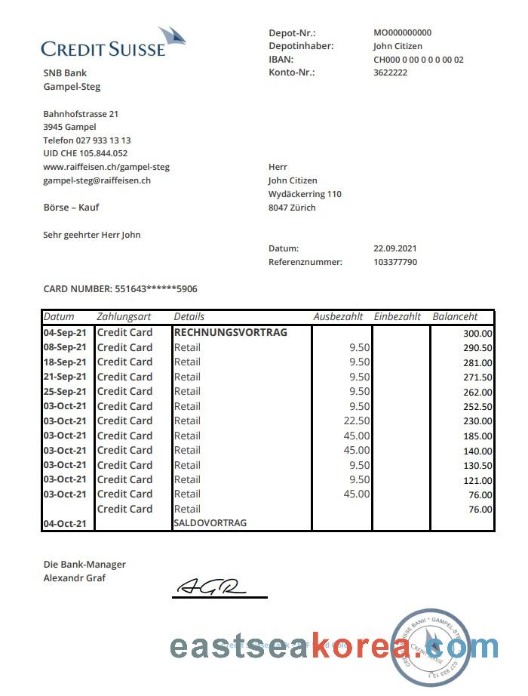 CREDIT SUISSE
SNB Bank
Gampel-Steg
Bahnhofstrasse 21
3945 Gampel
Telefon 027 933 13 13
UID CHE 105.844.052
www.raiffeisen.ch/gampel-steg
gampel-steg@raiffeisen.ch
Börse – Kauf
Sehr geehrter Herr John
Depot-Nr.: MO000000000
Depotinhaber: John Citizen
IBAN: CH000 0 00 0 0 0 00 02
Konto-Nr.: 3622222
Herr
John Citizen
Wydäckerring 110
8047 Zürich
Datum: 22.09.2021
Referenznummer: 103377790
CARD NUMBER: 551643******5906
Datum Zahlungsart Details Ausbezahlt Einbezahlt Balanceht
04-Sep-21 Credit Card RECHNUNGSVORTRAG 300.00
08-Sep-21 Credit Card Retail 9.50 290.50
18-Sep-21 Credit Card Retail 9.50 281.00
21-Sep-21 Credit Card Retail 9.50 271.50
25-Sep-21 Credit Card Retail 9.50 262.00
03-Oct-21 Credit Card Retail 9.50 252.50
03-Oct-21 Credit Card Retail 22.50 230.00
03-Oct-21 Credit Card Retail 45.00 185.00
03-Oct-21 Credit Card Retail 45.00 140.00
03-Oct-21 Credit Card Retail 9.50 130.50
03-Oct-21 Credit Card Retail 9.50 121.00
03-Oct-21 Credit Card Retail 45.00 76.00
Credit Card Retail 76.00
04-Oct-21 SALDOVORTRAG
Die Bank-Manager
Alexandr Graf
AGR
eastseakorea.com